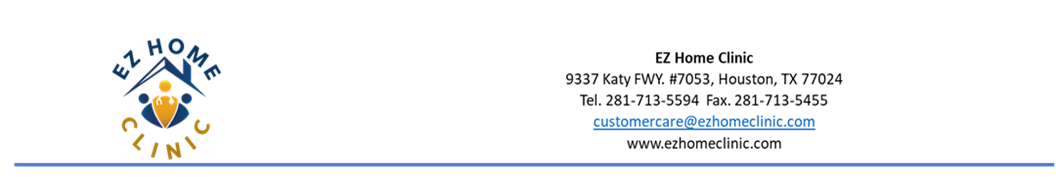 EZ HOME
CLINIC
EZ Home Clinic
9337 Katy FWY. #7053, Houston, TX 77024
Tel. 281-713-5594 Fax. 281-713-5455
customercare@ezhomeclinic.com
www.ezhomeclinic.com